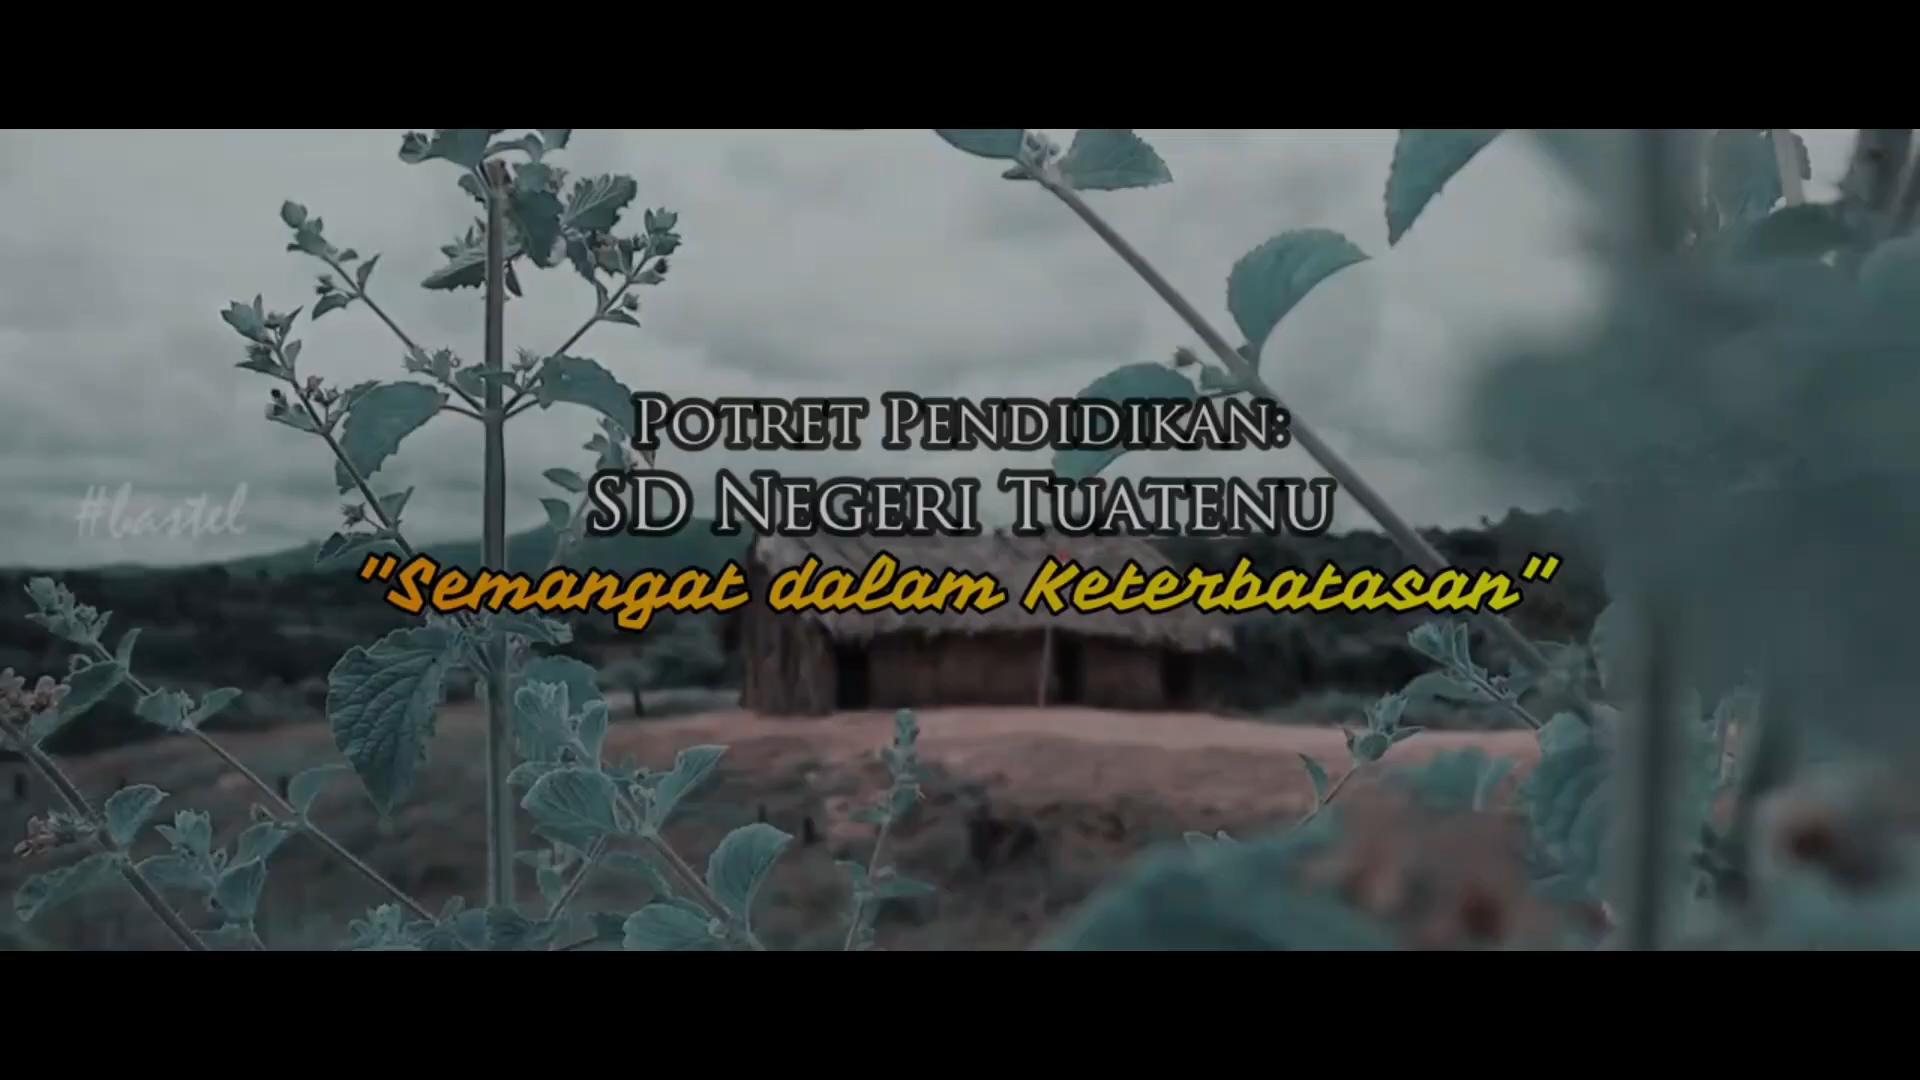 Potret Pendidikan:
SD Negeri Tuatenu
#bastel
"Semangat dalam Keterbatasan"